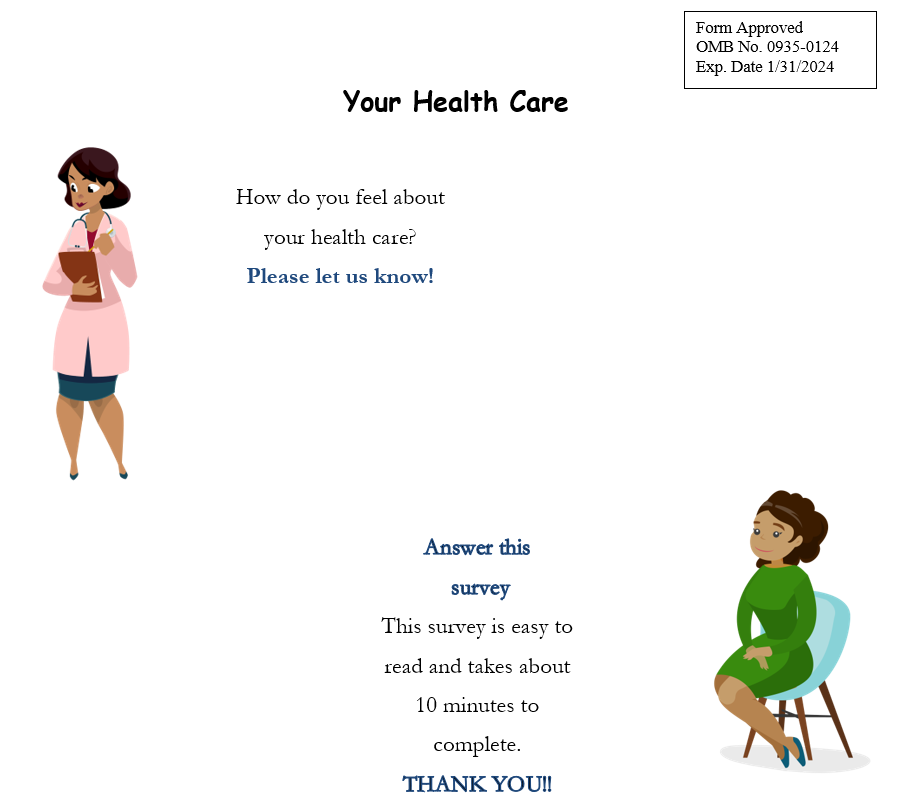 Form Approved
OMB No. 0935-0124
Exp. Date 1/31/2024
Your Health Care
How do you feel about
your health care?
Please let us know!
Answer this
survey
This survey is easy to
read and takes about
10 minutes to
complete.
THANK YOU!!